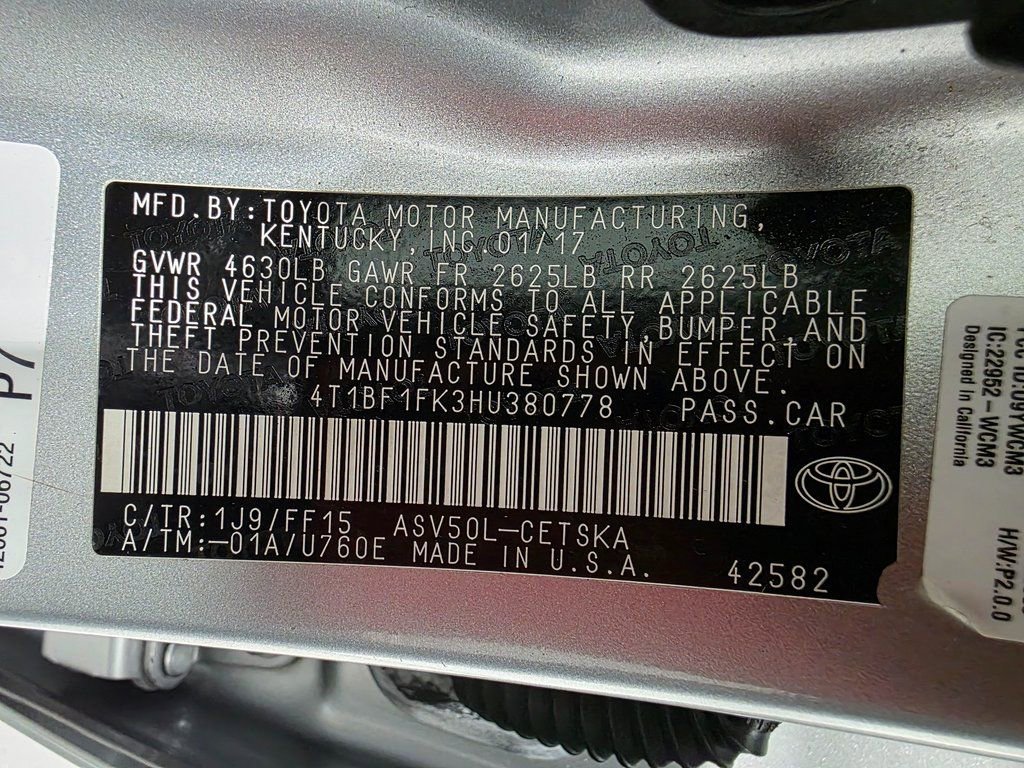 MFD.BY:TOYOTA MOTOR MANUFACTURING,
KENTUCKY, INC 01/17
GVWR 4630LB GAWR FR 2625LB RR 2625LB
THIS VEHICLE CONFORMS TO ALL APPLICABLE
FEDERAL MOTOR VEHICLE SAFETY,BUMPER,AND
THEFT PREVENTION STANDARDS IN EFFECT ON
THE DATE OF MANUFACTURE SHOWN ABOVE.
4T1BF1FK3HU380778 PASS.CAR
C/TR:1J9/FF15 ASV50L-CETSKA
A/TM:-01A/U760E MADE IN U.S.A. 42582
P7
IC-22952-WCM3
Designed in California
H/W:P2.0.0